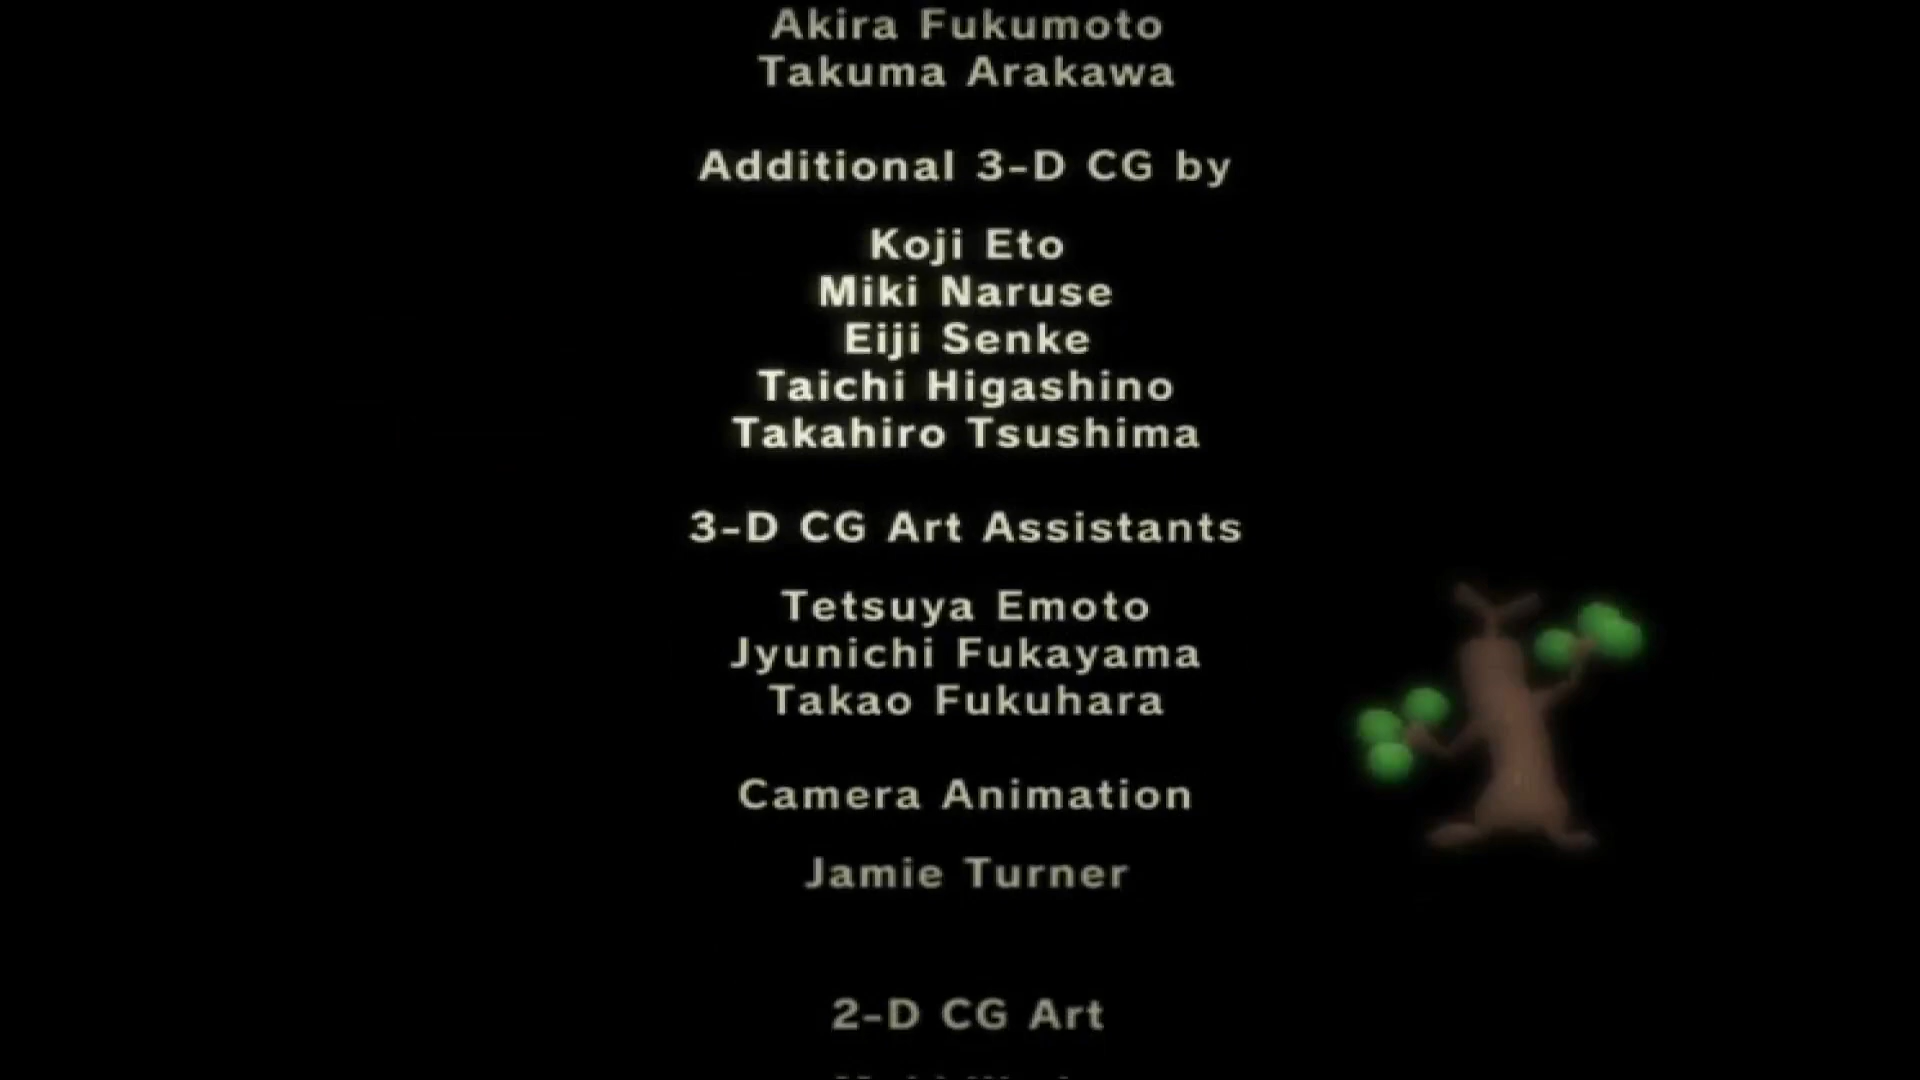 Akira Fukumoto
Takuma Arakawa
Additional 3-D CG by
Koji Eto
Miki Naruse
Eiji Senke
Taichi Higashino
Takahiro Tsushima
3-D CG Art Assistants
Tetsuya Emoto
Jyunichi Fukayama
Takao Fukuhara
Camera Animation
Jamie Turner
2-D CG Art